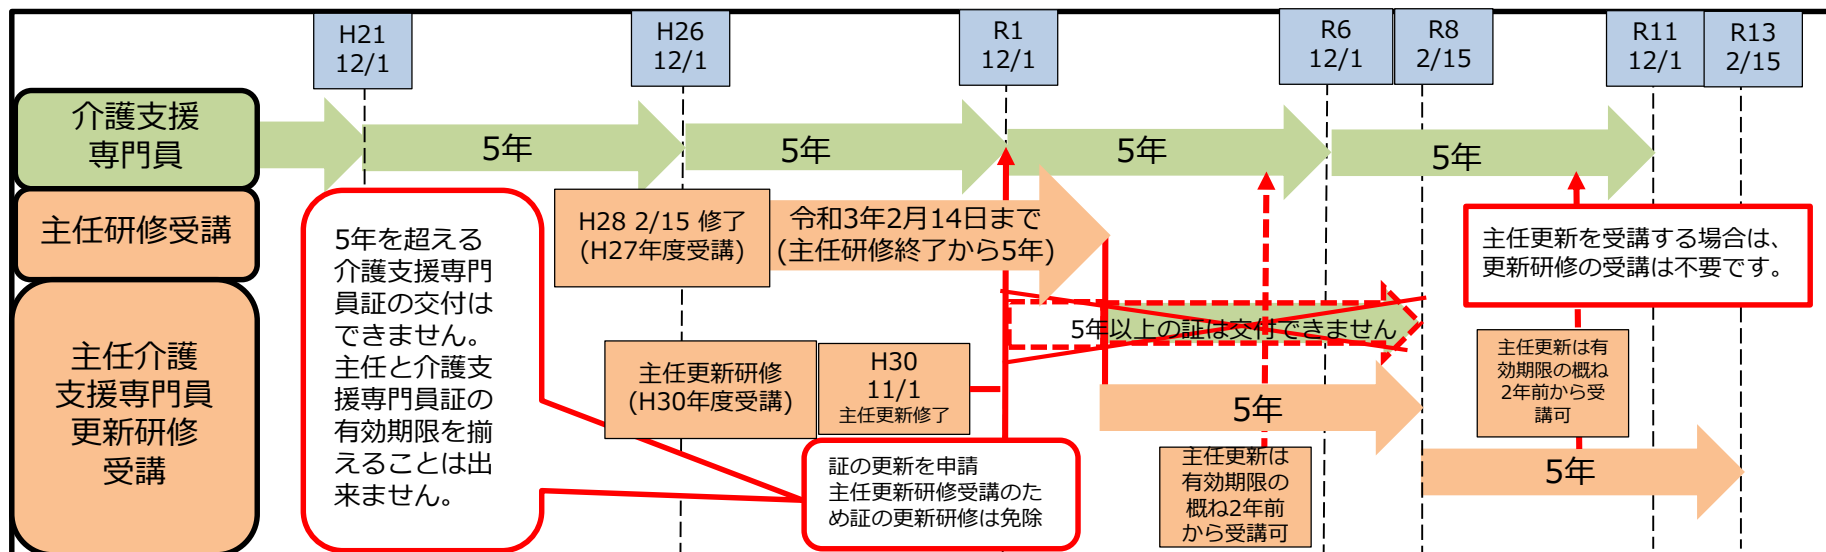 H21
12/1
H26
12/1
R1
12/1
R6
12/1
R8
2/15
R11
12/1
R13
2/15
介護支援
専門員
5年
5年
5年
5年
主任研修受講
H28 2/15 修了
(H27年度受講)
令和3年2月14日まで
(主任研修終了から5年)
主任更新を受講する場合は、
更新研修の受講は不要です。
5年を超える
介護支援専門
員証の交付は
できません。
主任と介護支
援専門員証の
有効期限を揃
えることは出
来ません。
5年以上の証は交付できません
主任介護
支援専門員
更新研修
受講
主任更新研修
(H30年度受講)
H30
11/1
主任更新修了
5年
主任更新は有
効期限の概ね
2年前から受
講可
証の更新を申請
主任更新研修受講のた
め証の更新研修は免除
主任更新は
有効期限の
概ね2年前
から受講可
5年